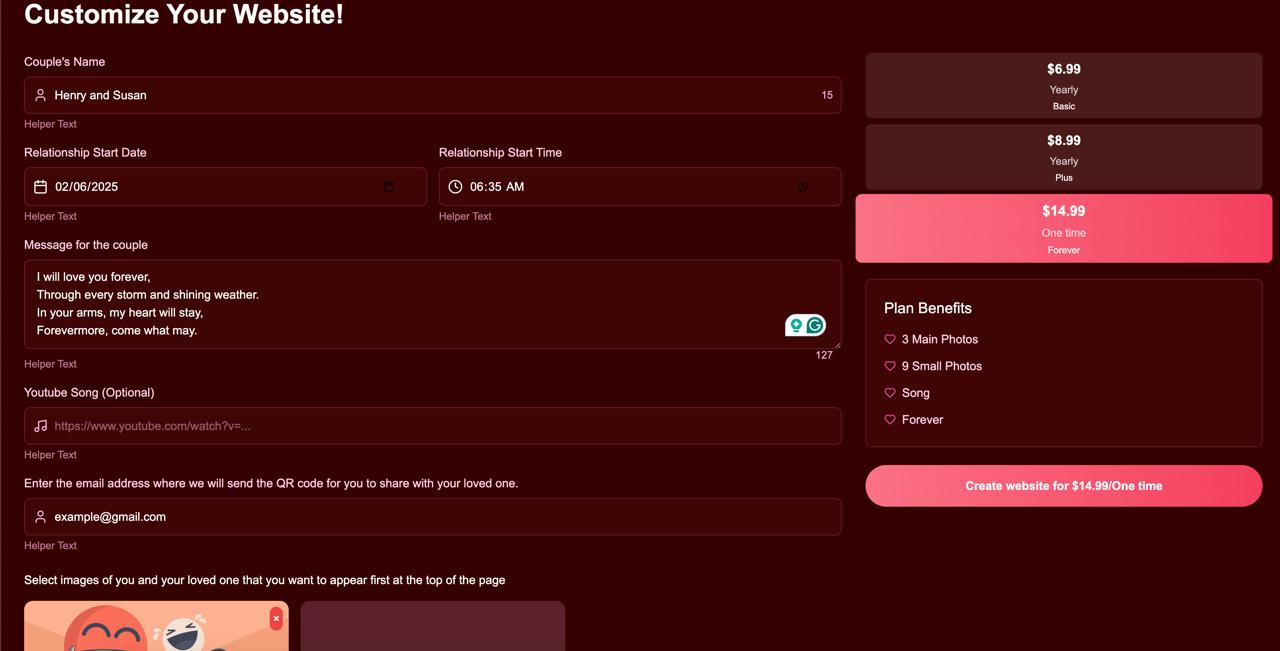 Customize Your Website!
Couple's Name
Henry and Susan
15
Helper Text
Relationship Start Date
Relationship Start Time
02/06/2025
06:35 AM
Helper Text
Helper Text
Message for the couple
I will love you forever,
Through every storm and shining weather.
In your arms, my heart will stay,
Forevermore, come what may.
127
Helper Text
Youtube Song (Optional)
https://www.youtube.com/watch?v=...
Helper Text
Enter the email address where we will send the QR code for you to share with your loved one.
example@gmail.com
Helper Text
Select images of you and your loved one that you want to appear first at the top of the page
$6.99
Yearly
Basic
$8.99
Yearly
Plus
$14.99
One time
Forever
Plan Benefits
3 Main Photos
9 Small Photos
Song
Forever
Create website for $14.99/One time